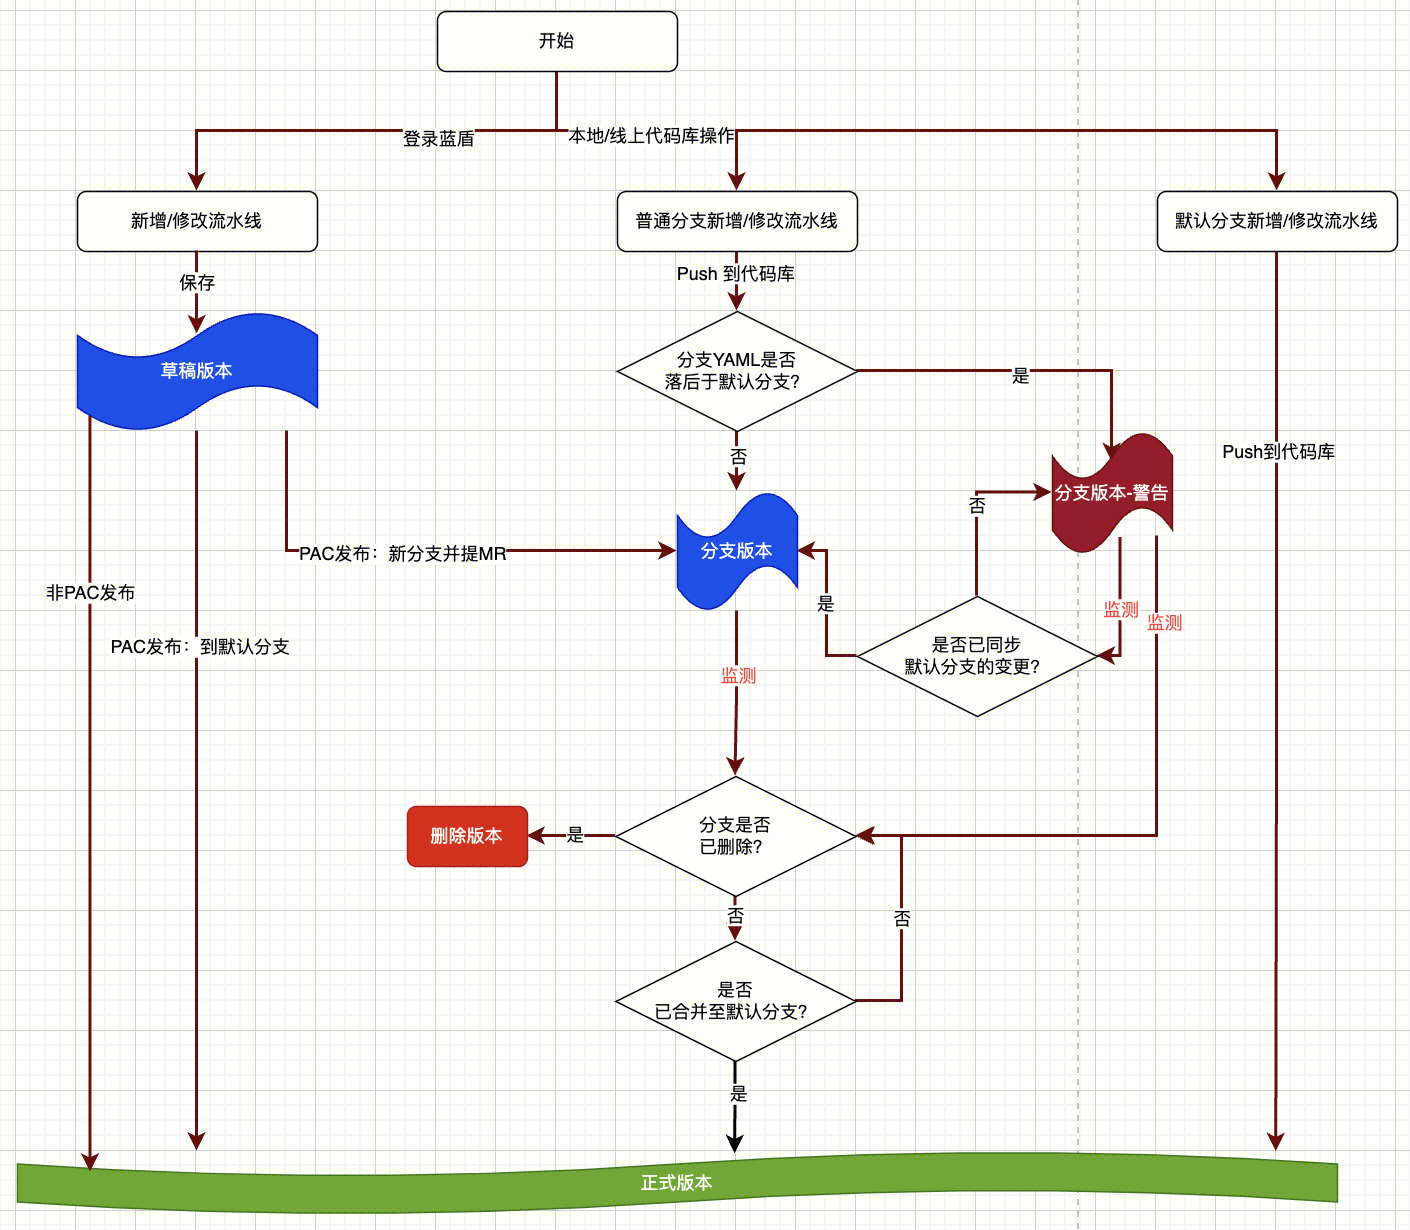 开始
登录蓝盾
本地/线上代码库操作
新增/修改流水线
普通分支新增/修改流水线
默认分支新增/修改流水线
保存
Push 到代码库
草稿版本
分支YAML是否
落后于默认分支?
是
Push到代码库
否
分支版本-警告
否
分支版本
PAC发布：新分支并提MR
非PAC发布
是
监测
监测
PAC发布：到默认分支
是否已同步
默认分支的变更?
监测
删除版本
是
分支是否
已删除?
否
否
是否
已合并至默认分支?
是
正式版本